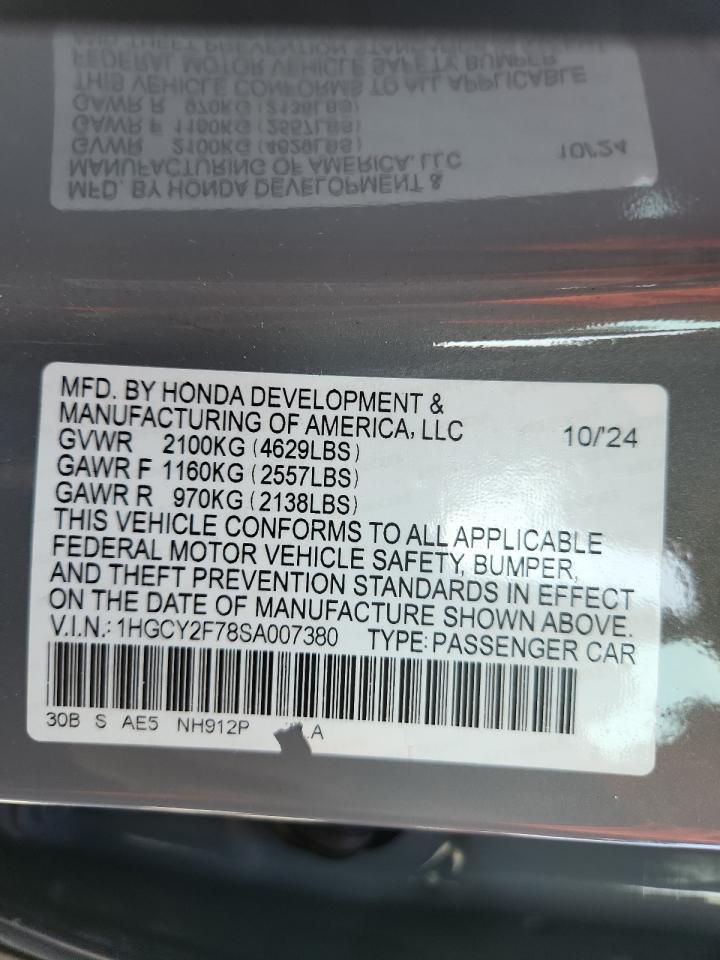 MFD. BY HONDA DEVELOPMENT &
MANUFACTURING OF AMERICA, LLC
GVWR 2100KG (4629LBS) 10/'24
GAWR F 1160KG (2557LBS)
GAWR R 970KG (2138LBS)
THIS VEHICLE CONFORMS TO ALL APPLICABLE
FEDERAL MOTOR VEHICLE SAFETY, BUMPER,
AND THEFT PREVENTION STANDARDS IN EFFECT
ON THE DATE OF MANUFACTURE SHOWN ABOVE.
V.I.N.: 1HGCY2F78SA007380 TYPE: PASSENGER CAR
30B S AE5 NH912P .A